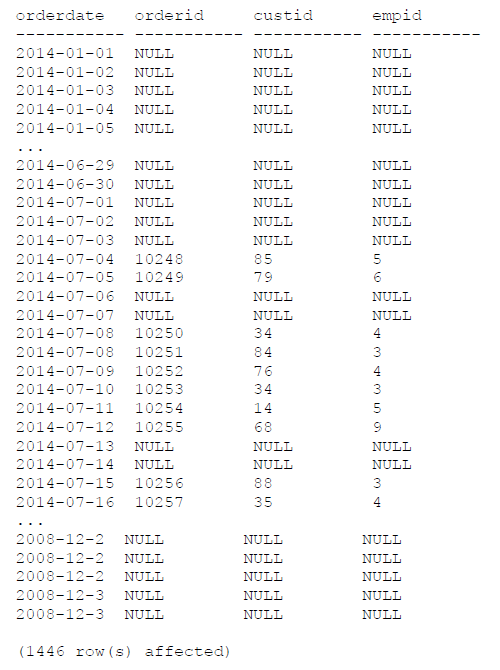 orderdate orderid custid empid
----------- ----------- ----------- -----------
2014-01-01 NULL NULL NULL
2014-01-02 NULL NULL NULL
2014-01-03 NULL NULL NULL
2014-01-04 NULL NULL NULL
2014-01-05 NULL NULL NULL
...
2014-06-29 NULL NULL NULL
2014-06-30 NULL NULL NULL
2014-07-01 NULL NULL NULL
2014-07-02 NULL NULL NULL
2014-07-03 NULL NULL NULL
2014-07-04 10248 85 5
2014-07-05 10249 79 6
2014-07-06 NULL NULL NULL
2014-07-07 NULL NULL NULL
2014-07-08 10250 34 4
2014-07-08 10251 84 3
2014-07-09 10252 76 4
2014-07-10 10253 34 3
2014-07-11 10254 14 5
2014-07-12 10255 68 9
2014-07-13 NULL NULL NULL
2014-07-14 NULL NULL NULL
2014-07-15 10256 88 3
2014-07-16 10257 35 4
...
2008-12-2 NULL NULL NULL
2008-12-2 NULL NULL NULL
2008-12-2 NULL NULL NULL
2008-12-3 NULL NULL NULL
2008-12-3 NULL NULL NULL
(1446 row(s) affected)